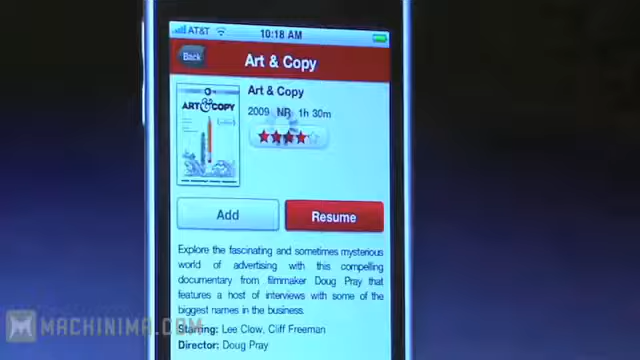 AT&T 10:18 AM
Back
Art & Copy
Art & Copy
2009 NR 1h 30m
ART&COPY
Add
Resume
Explore the fascinating and sometimes mysterious
world of advertising with this compelling
documentary from filmmaker Doug Pray that
features a host of interviews with some of the
biggest names in the business.
Starring: Lee Clow, Cliff Freeman
Director: Doug Pray
MACHINIMA.COM